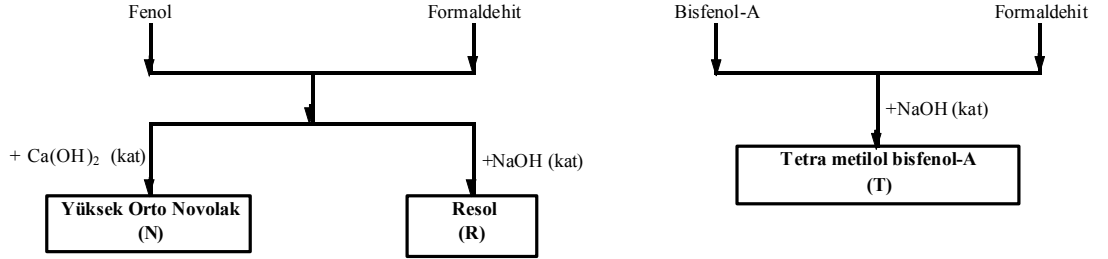 Fenol
Formaldehit
+ Ca(OH)₂ (kat)
+NaOH (kat)
Yüksek Orto Novolak
(N)
Resol
(R)
Bisfenol-A
Formaldehit
+NaOH (kat)
Tetra metilol bisfenol-A
(T)